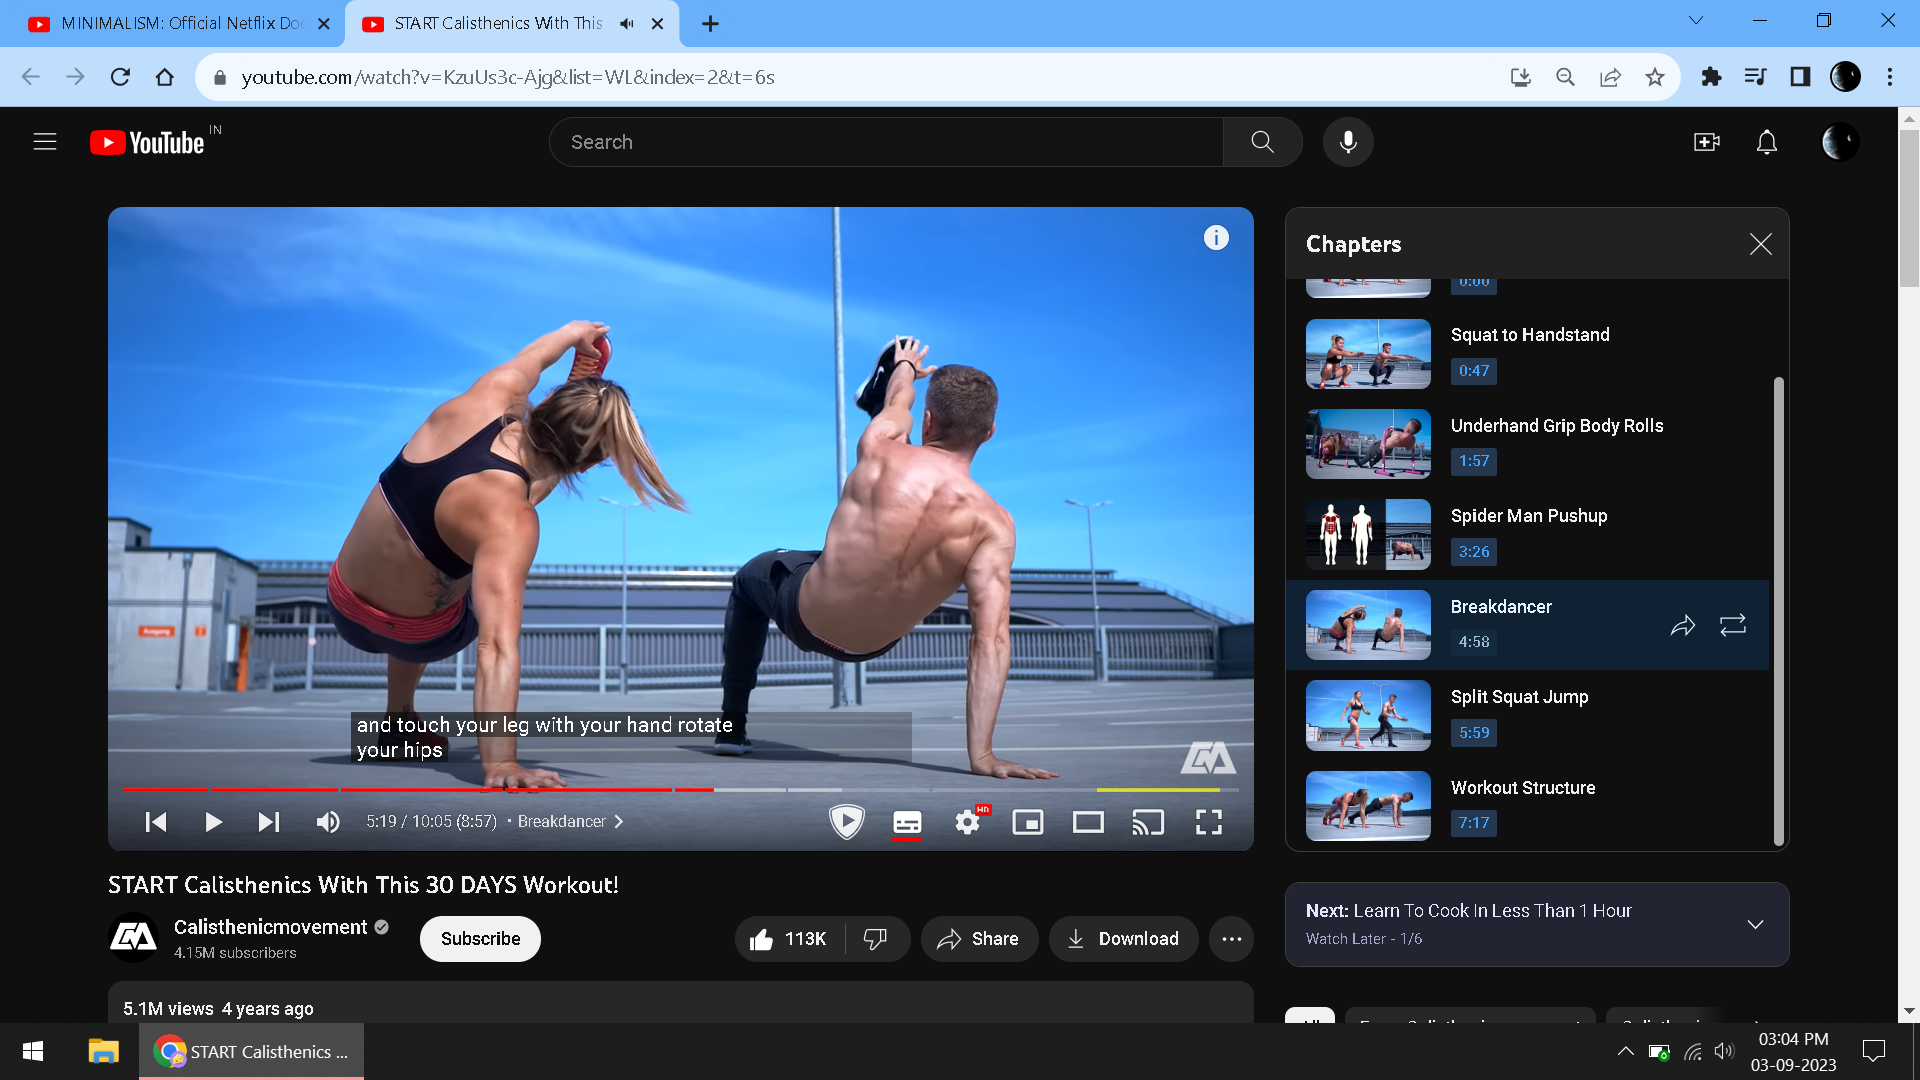 MINIMALISM: Official Netflix Do
START Calisthenics With This
youtube.com/watch?v=KzuUs3c-Ajg&list=WL&index=2&t=6s
YouTube
IN
Search
and touch your leg with your hand rotate
your hips
5:19 / 10:05 (8:57) • Breakdancer
HD
START Calisthenics With This 30 DAYS Workout!
Calisthenicmovement
4.15M subscribers
Subscribe
113K
Share
Download
5.1M views 4 years ago
Chapters
0:00
Squat to Handstand
0:47
Underhand Grip Body Rolls
1:57
Spider Man Pushup
3:26
Breakdancer
4:58
Split Squat Jump
5:59
Workout Structure
7:17
Next: Learn To Cook In Less Than 1 Hour
Watch Later - 1/6
START Calisthenics ...
03:04 PM
03-09-2023